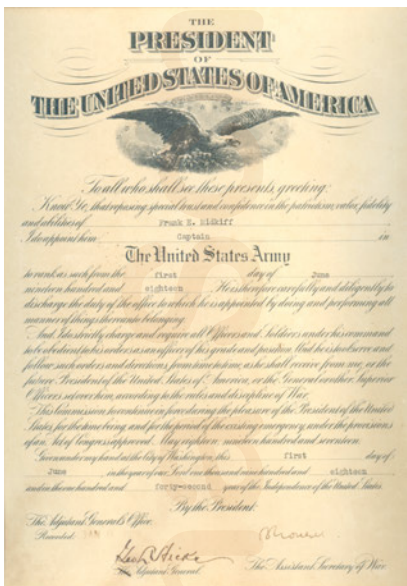 THE
PRESIDENT
OF
THE UNITED STATES OF AMERICA
To all who shall see these presents, greeting:
Know Ye, that reposing special trust and confidence in the patriotism, valor, fidelity
and abilities of Frank E. Midkiff
I do appoint him Captain in
The United States Army
to rank as such from the first day of June
nineteen hundred and eighteen He is therefore carefully and diligently to
discharge the duty of the office to which he is appointed by doing and performing all
manner of things thereunto belonging.
And I do strictly charge and require all Officers and Soldiers under his command
to be obedient to his orders as an officer of his grade and position. And he is to observe and
follow such orders and directions from time to time, as he shall receive from me, or the
future President of the United States of America, or the General or other Superior
Officers set over him, according to the rules and discipline of War.
This Commission to continue in force during the pleasure of the President of the United
States for the time being, and for the period of the existing emergency under the provisions
of an Act of Congress approved May eighteen nineteen hundred and seventeen.
Given under my hand at the City of Washington, this first day of
June in the year of our Lord one thousand nine hundred and eighteen
and in the one hundred and forty-second year of the Independence of the United States.
By the President:
The Adjutant General's Office.
Recorded
The Adjutant General.
The Assistant Secretary of War